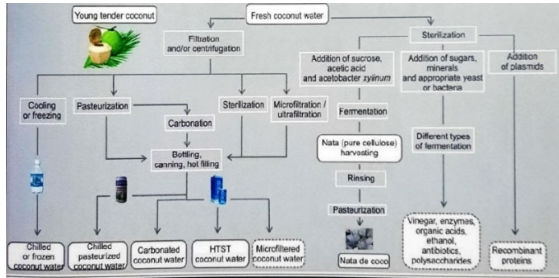 Young tender coconut
Fresh coconut water
Filtration
and/or centrifugation
Sterilization
Addition of sucrose,
acetic acid
and acetobacter xylinum
Addition of sugars,
minerals
and appropriate yeast
or bacteria
Addition
of plasmids
Cooling
or freezing
Pasteurization
Sterilization
Microfiltration /
ultrafiltration
Carbonation
Fermentation
Different types
of fermentation
Bottling,
canning, hot filling
Nata (pure cellulose)
harvesting
Rinsing
Pasteurization
Chilled
or frozen
coconut water
Chilled
pasteurized
coconut water
Carbonated
coconut water
HTST
coconut water
Microfiltered
coconut water
Nata de coco
Vinegar, enzymes,
organic acids,
ethanol,
antibiotics,
polysaccharides
Recombinant
proteins